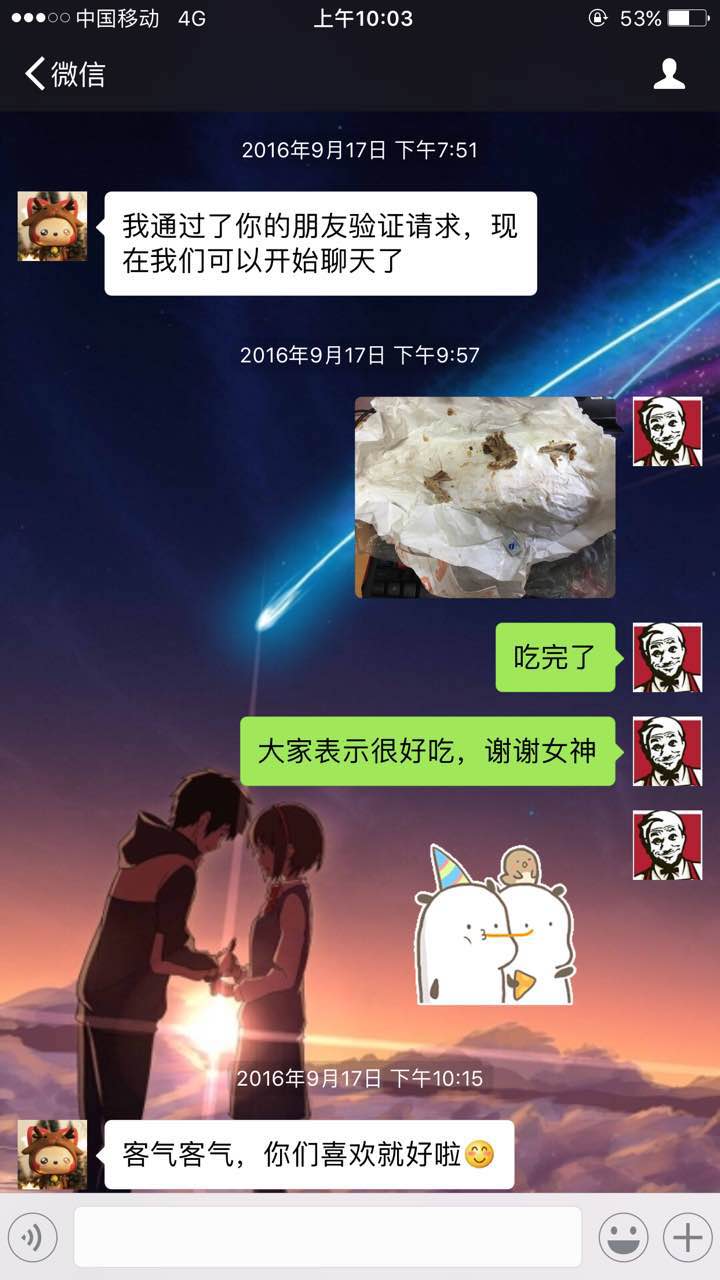 中国移动 4G 上午10:03 53%
微信
2016年9月17日 下午7:51
我通过了你的朋友验证请求，现
在我们可以开始聊天了
2016年9月17日 下午9:57
吃完了
大家表示很好吃，谢谢女神
2016年9月17日 下午10:15
客气客气，你们喜欢就好啦😊